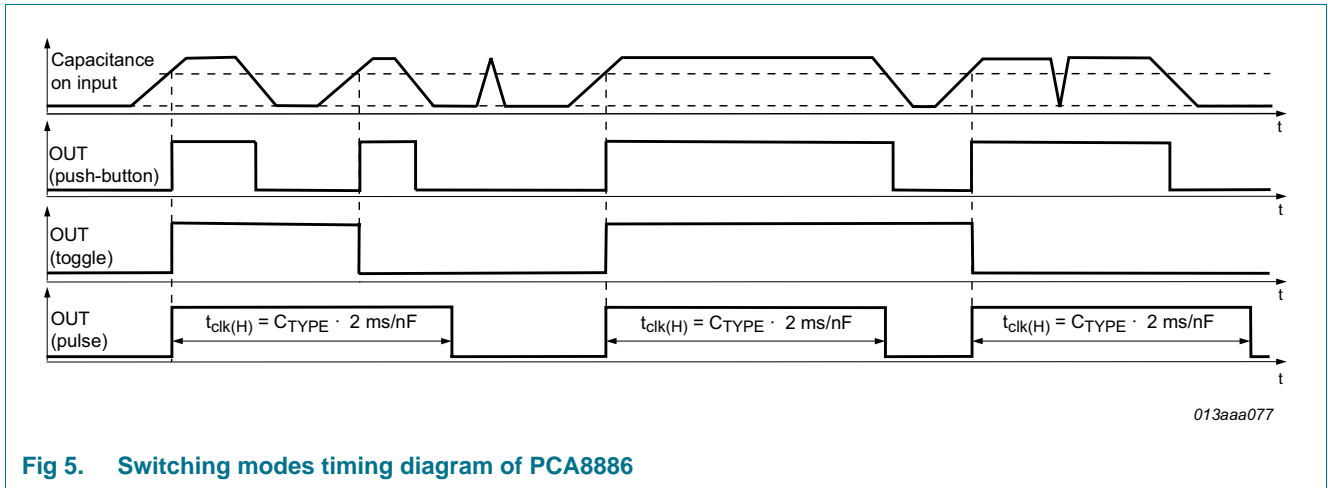 Capacitance
on input
t
OUT
(push-button)
t
OUT
(toggle)
t
OUT
(pulse)
tclk(H) = CTYPE · 2 ms/nF
tclk(H) = CTYPE · 2 ms/nF
tclk(H) = CTYPE · 2 ms/nF
t
013aaa077
Fig 5. Switching modes timing diagram of PCA8886